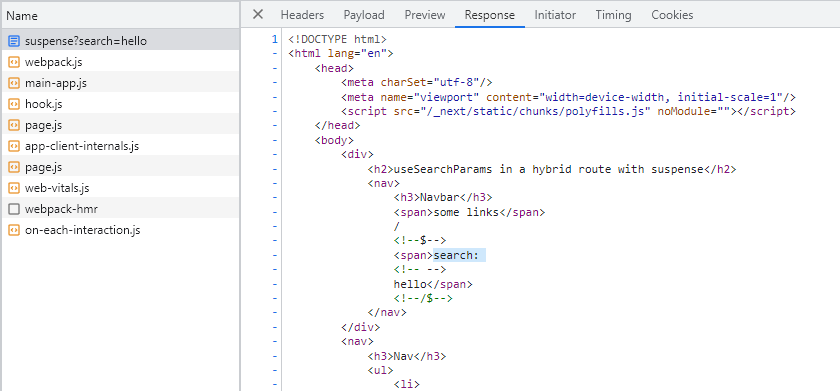 Name
suspense?search=hello
webpack.js
main-app.js
hook.js
page.js
app-client-internals.js
page.js
web-vitals.js
webpack-hmr
on-each-interaction.js
Headers Payload Preview Response Initiator Timing Cookies
1 <!DOCTYPE html>
- <html lang="en">
- <head>
- <meta charSet="utf-8"/>
- <meta name="viewport" content="width=device-width, initial-scale=1"/>
- <script src="/_next/static/chunks/polyfills.js" noModule=""></script>
- </head>
- <body>
- <div>
- <h2>useSearchParams in a hybrid route with suspense</h2>
- <nav>
- <h3>Navbar</h3>
- <span>some links</span>
- /
- <!--$-->
- <span>search:
- <!-- -->
- hello</span>
- <!--/$-->
- </nav>
- </div>
- <nav>
- <h3>Nav</h3>
- <ul>
- <li>